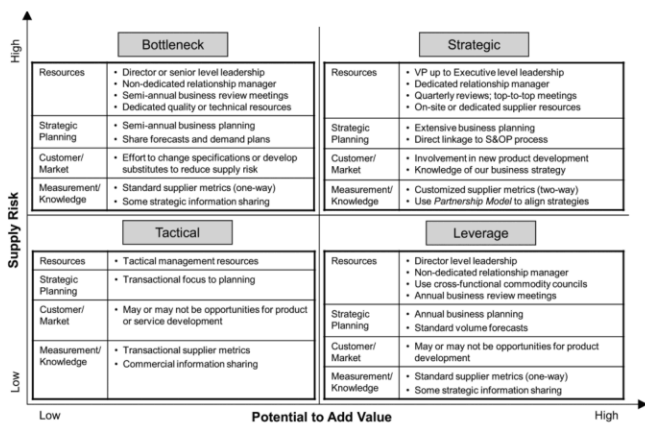 High
Supply Risk
Low
Bottleneck
Resources
• Director or senior level leadership
• Non-dedicated relationship manager
• Semi-annual business review meetings
• Dedicated quality or technical resources
Strategic
Planning
• Semi-annual business planning
• Share forecasts and demand plans
Customer/
Market
• Effort to change specifications or develop
substitutes to reduce supply risk
Measurement/
Knowledge
• Standard supplier metrics (one-way)
• Some strategic information sharing
Strategic
Resources
• VP up to Executive level leadership
• Dedicated relationship manager
• Quarterly reviews; top-to-top meetings
• On-site or dedicated supplier resources
Strategic
Planning
• Extensive business planning
• Direct linkage to S&OP process
Customer/
Market
• Involvement in new product development
• Knowledge of our business strategy
Measurement/
Knowledge
• Customized supplier metrics (two-way)
• Use Partnership Model to align strategies
Tactical
Resources
• Tactical management resources
Strategic
Planning
• Transactional focus to planning
Customer/
Market
• May or may not be opportunities for product
or service development
Measurement/
Knowledge
• Transactional supplier metrics
• Commercial information sharing
Leverage
Resources
• Director level leadership
• Non-dedicated relationship manager
• Use cross-functional commodity councils
• Annual business review meetings
Strategic
Planning
• Annual business planning
• Standard volume forecasts
Customer/
Market
• May or may not be opportunities for product
development
Measurement/
Knowledge
• Standard supplier metrics (one-way)
• Some strategic information sharing
Low
Potential to Add Value
High